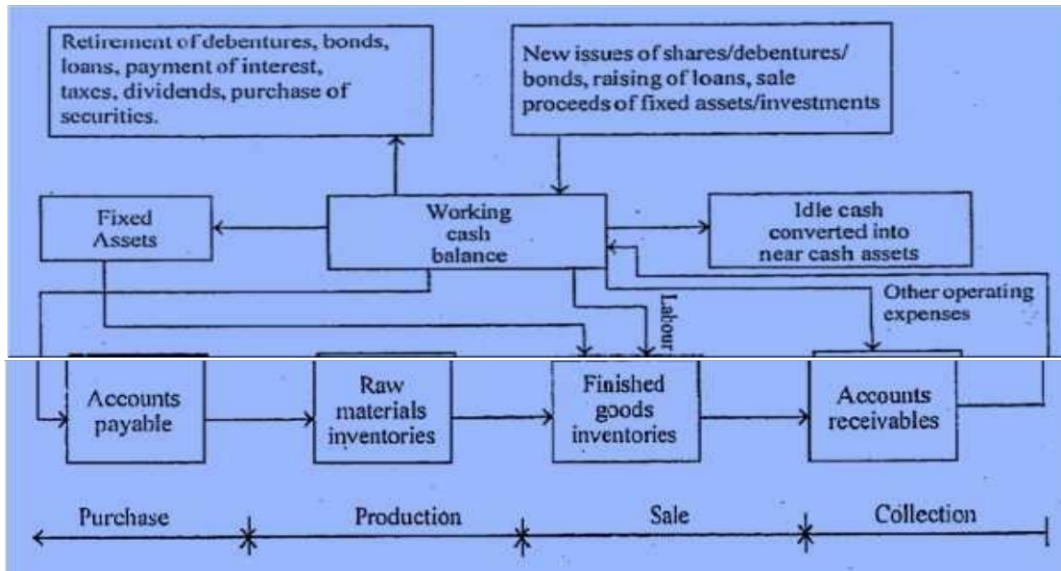 Retirement of debentures, bonds,
loans, payment of interest,
taxes, dividends, purchase of
securities.
New issues of shares/debentures/
bonds, raising of loans, sale
proceeds of fixed assets/investments
Fixed
Assets
Working
cash
balance
Idle cash
converted into
near cash assets
Labour
Other operating
expenses
Accounts
payable
Raw
materials
inventories
Finished
goods
inventories
Accounts
receivables
Purchase
Production
Sale
Collection